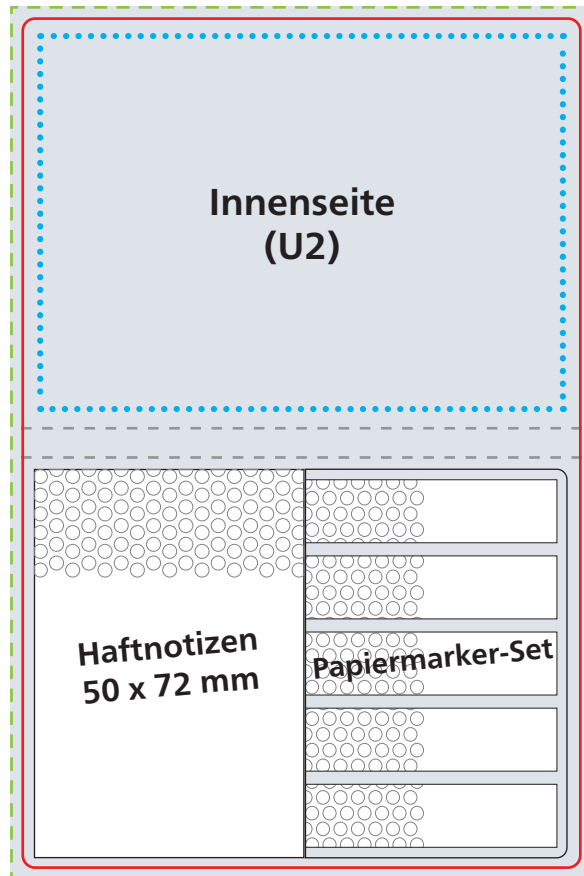 Innenseite
(U2)
Haftnotizen
50 x 72 mm
Papiermarker-Set